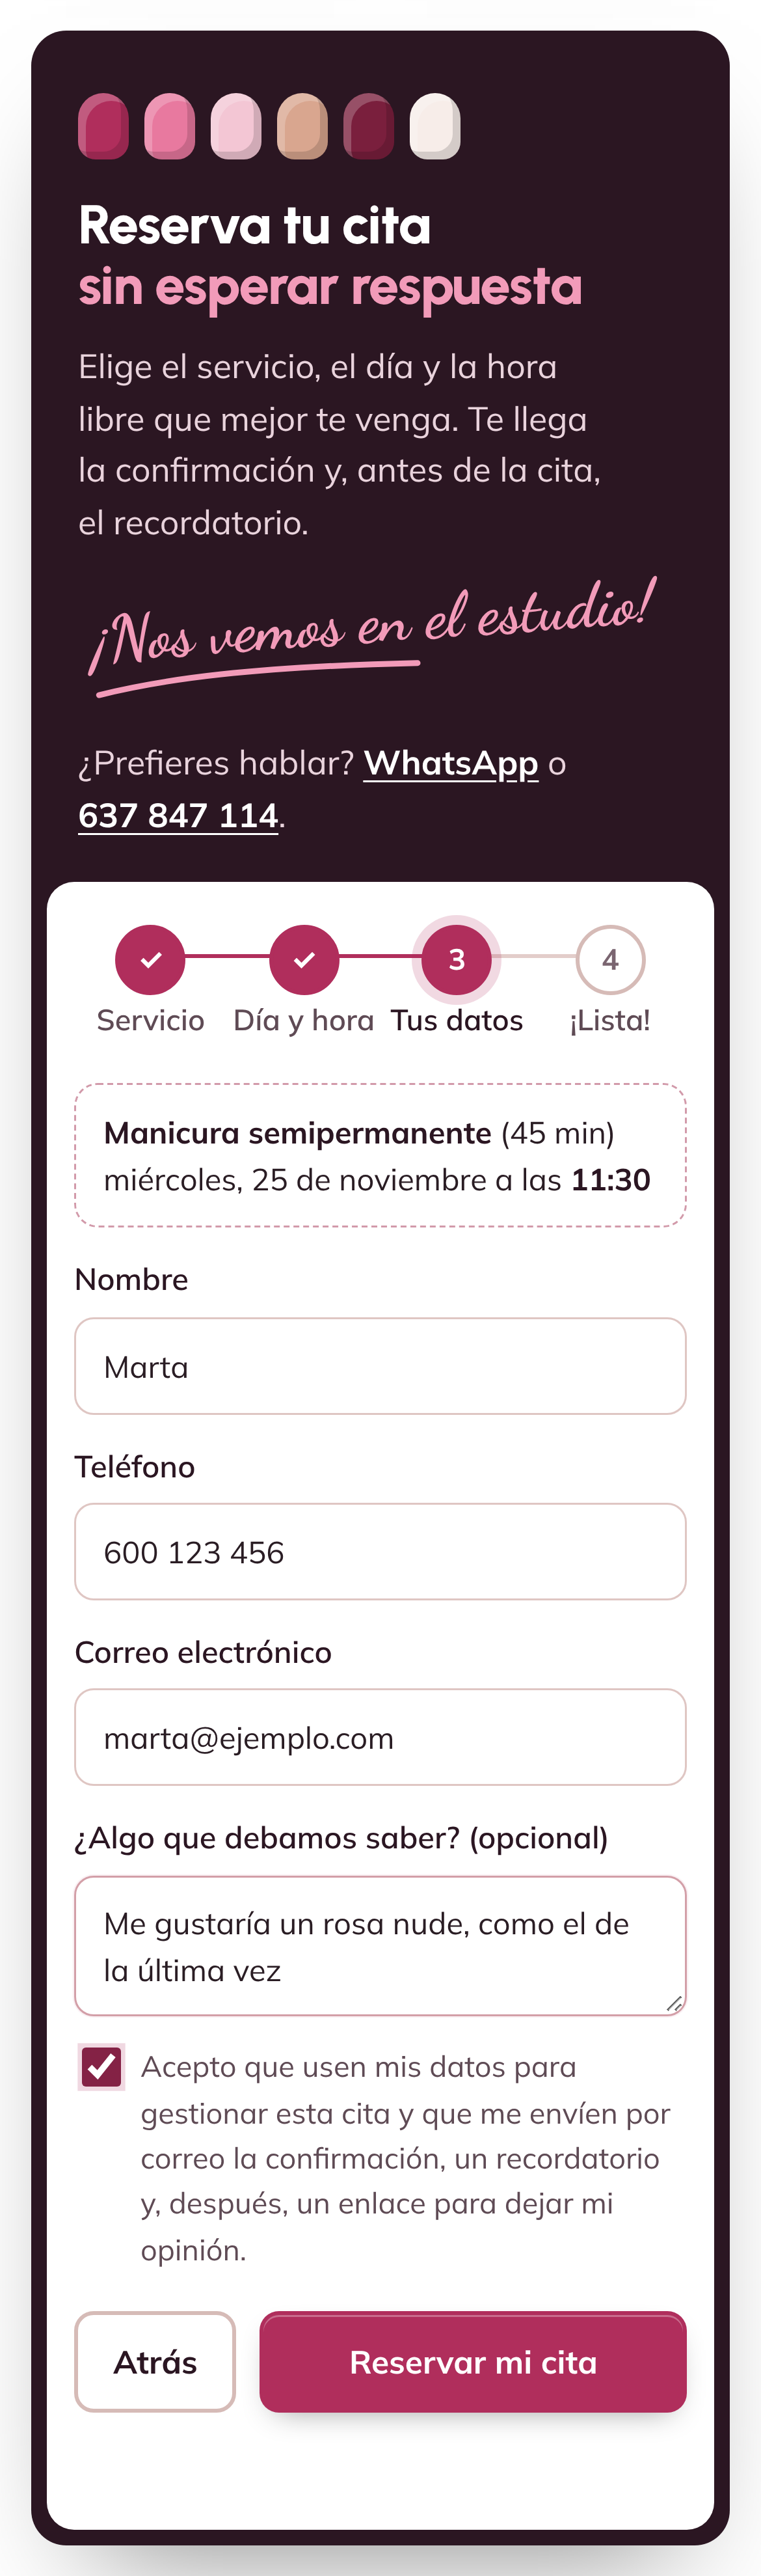 Reserva tu cita
sin esperar respuesta
Elige el servicio, el día y la hora
libre que mejor te venga. Te llega
la confirmación y, antes de la cita,
el recordatorio.
¡Nos vemos en el estudio!
¿Prefieres hablar? WhatsApp o
637 847 114.
3
4
Servicio
Día y hora
Tus datos
¡Lista!
Manicura semipermanente (45 min)
miércoles, 25 de noviembre a las 11:30
Nombre
Marta
Teléfono
600 123 456
Correo electrónico
marta@ejemplo.com
¿Algo que debamos saber? (opcional)
Me gustaría un rosa nude, como el de
la última vez
Acepto que usen mis datos para
gestionar esta cita y que me envíen por
correo la confirmación, un recordatorio
y, después, un enlace para dejar mi
opinión.
Atrás
Reservar mi cita